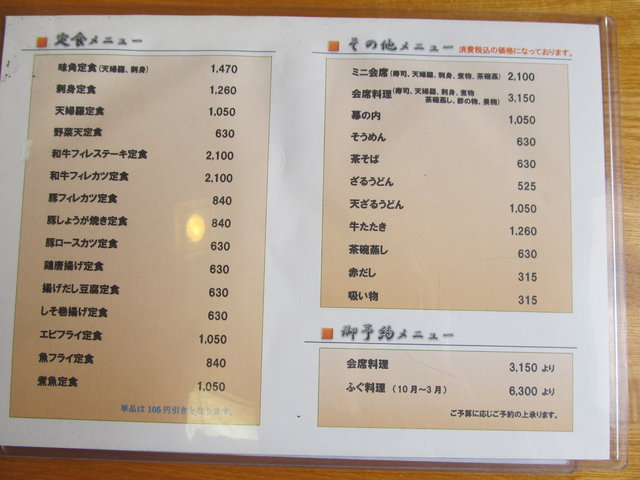 定食メニュー
味角定食(天婦羅、刺身) 1,470
刺身定食 1,260
天婦羅定食 1,050
野菜天定食 630
和牛フィレステーキ定食 2,100
和牛フィレカツ定食 2,100
豚フィレカツ定食 840
豚しょうが焼き定食 840
豚ロースカツ定食 630
鶏唐揚げ定食 630
揚げだし豆腐定食 630
しそ巻揚げ定食 630
エビフライ定食 1,050
魚フライ定食 840
煮魚定食 1,050
単品は105円引きとなります。
その他メニュー 消費税込の価格になっております。
ミニ会席(寿司、天婦羅、刺身、煮物、茶碗蒸) 2,100
会席料理(寿司、天婦羅、刺身、煮物
茶碗蒸し、酢の物、果物) 3,150
幕の内 1,050
そうめん 630
茶そば 630
ざるうどん 525
天ざるうどん 1,050
牛たたき 1,260
茶碗蒸し 630
赤だし 315
吸い物 315
御予約メニュー
会席料理 3,150 より
ふぐ料理 (10月~3月) 6,300 より
ご予算に応じご予約の上承ります。